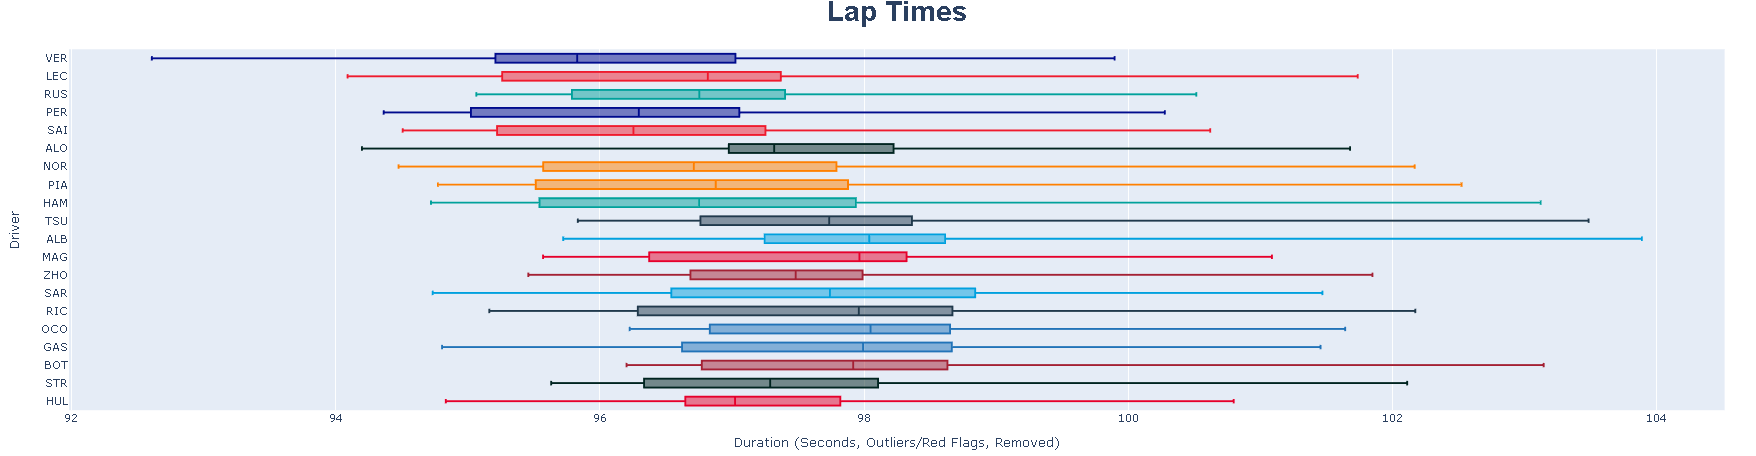 Lap Times
VER
LEC
RUS
PER
SAI
ALO
NOR
PIA
HAM
TSU
ALB
MAG
ZHO
SAR
RIC
OCO
GAS
BOT
STR
HUL
Driver
92 94 96 98 100 102 104
Duration (Seconds, Outliers/Red Flags, Removed)